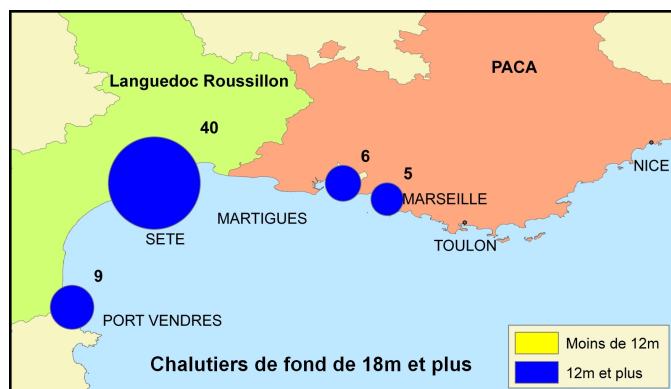 PACA
Languedoc Roussillon
40
6
5
NICE
MARSEILLE
MARTIGUES
SETE
TOULON
9
PORT VENDRES
Chalutiers de fond de 18m et plus
Moins de 12m
12m et plus